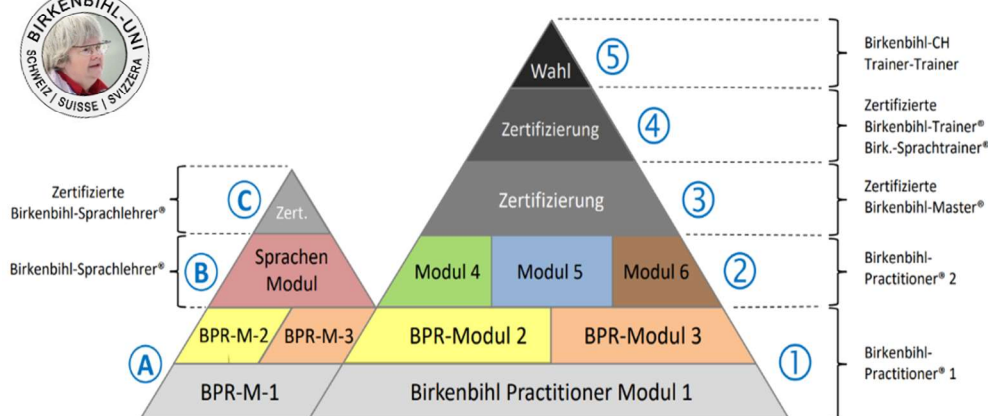 BIRKENBIHL-UNI
SCHWEIZ | SUISSE | SVIZZERA
Wahl
5
Birkenbihl-CH
Trainer-Trainer
Zertifizierung
4
Zertifizierte
Birkenbihl-Trainer®
Birk.-Sprachtrainer®
Zertifizierte
Birkenbihl-Sprachlehrer®
C
Zert.
Zertifizierung
3
Zertifizierte
Birkenbihl-Master®
Birkenbihl-Sprachlehrer®
B
Sprachen
Modul
Modul 4
Modul 5
Modul 6
2
Birkenbihl-
Practitioner® 2
A
BPR-M-2
BPR-M-3
BPR-Modul 2
BPR-Modul 3
1
Birkenbihl-
Practitioner® 1
BPR-M-1
Birkenbihl Practitioner Modul 1